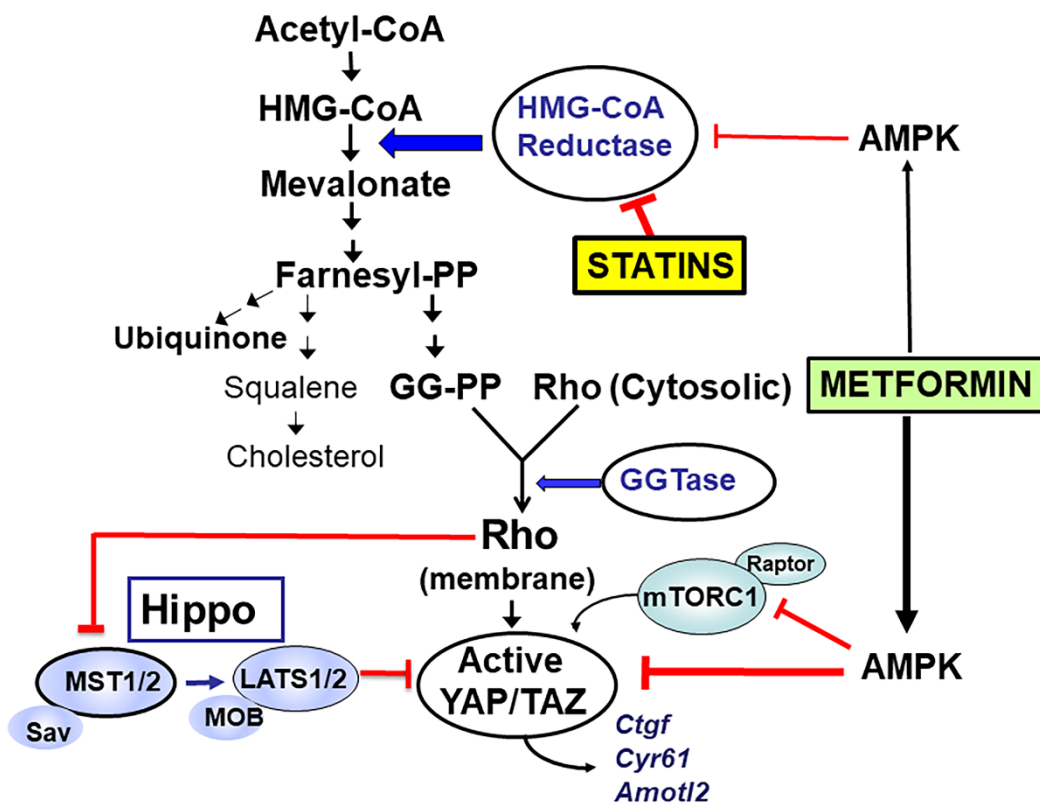 Acetyl-CoA
HMG-CoA
HMG-CoA
Reductase
AMPK
Mevalonate
STATINS
Farnesyl-PP
Ubiquinone
Squalene
GG-PP
Rho (Cytosolic)
METFORMIN
Cholesterol
GGTase
Rho
(membrane)
Raptor
mTORC1
Hippo
MST1/2
LATS1/2
Sav
MOB
Active
YAP/TAZ
AMPK
Ctgf
Cyr61
Amotl2